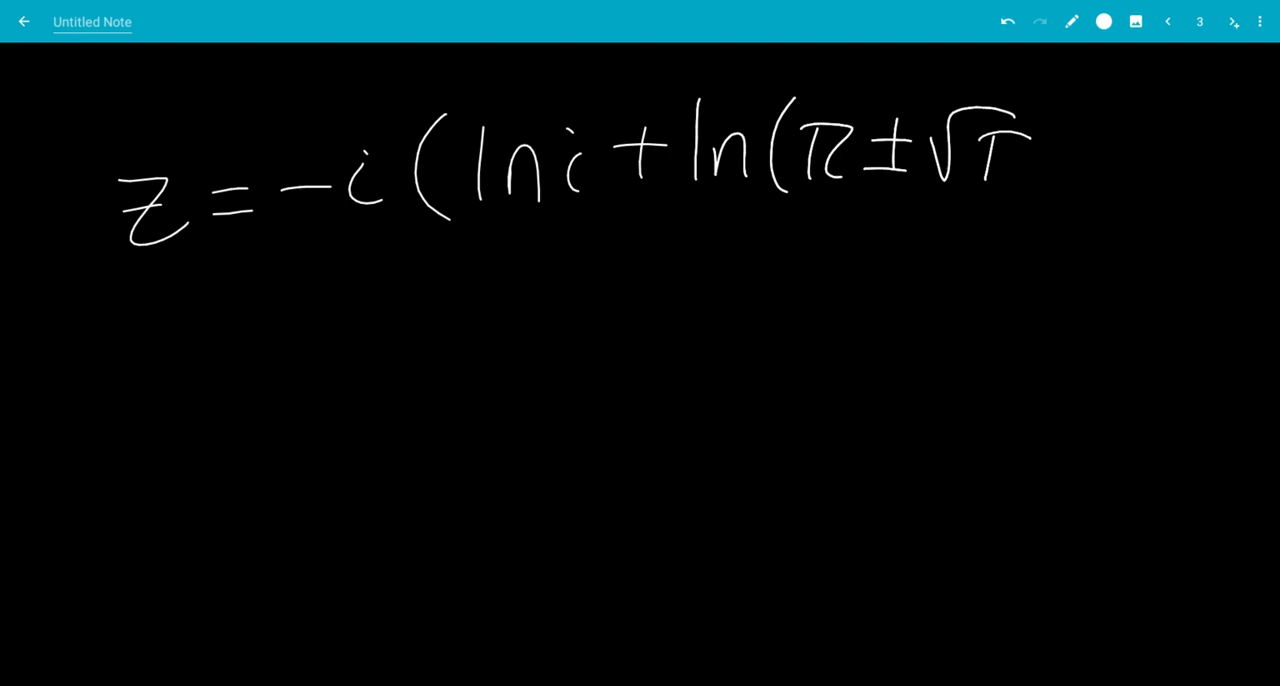 Untitled Note
3
z = -i (ln i + ln(π ± √